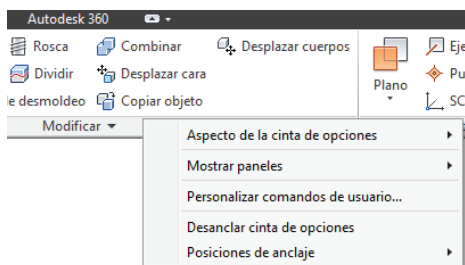 Autodesk 360
Rosca Combinar Desplazar cuerpos Eje
Dividir Desplazar cara Plano Pu
de desmoldeo Copiar objeto SC
Modificar
Aspecto de la cinta de opciones
Mostrar paneles
Personalizar comandos de usuario...
Desanclar cinta de opciones
Posiciones de anclaje